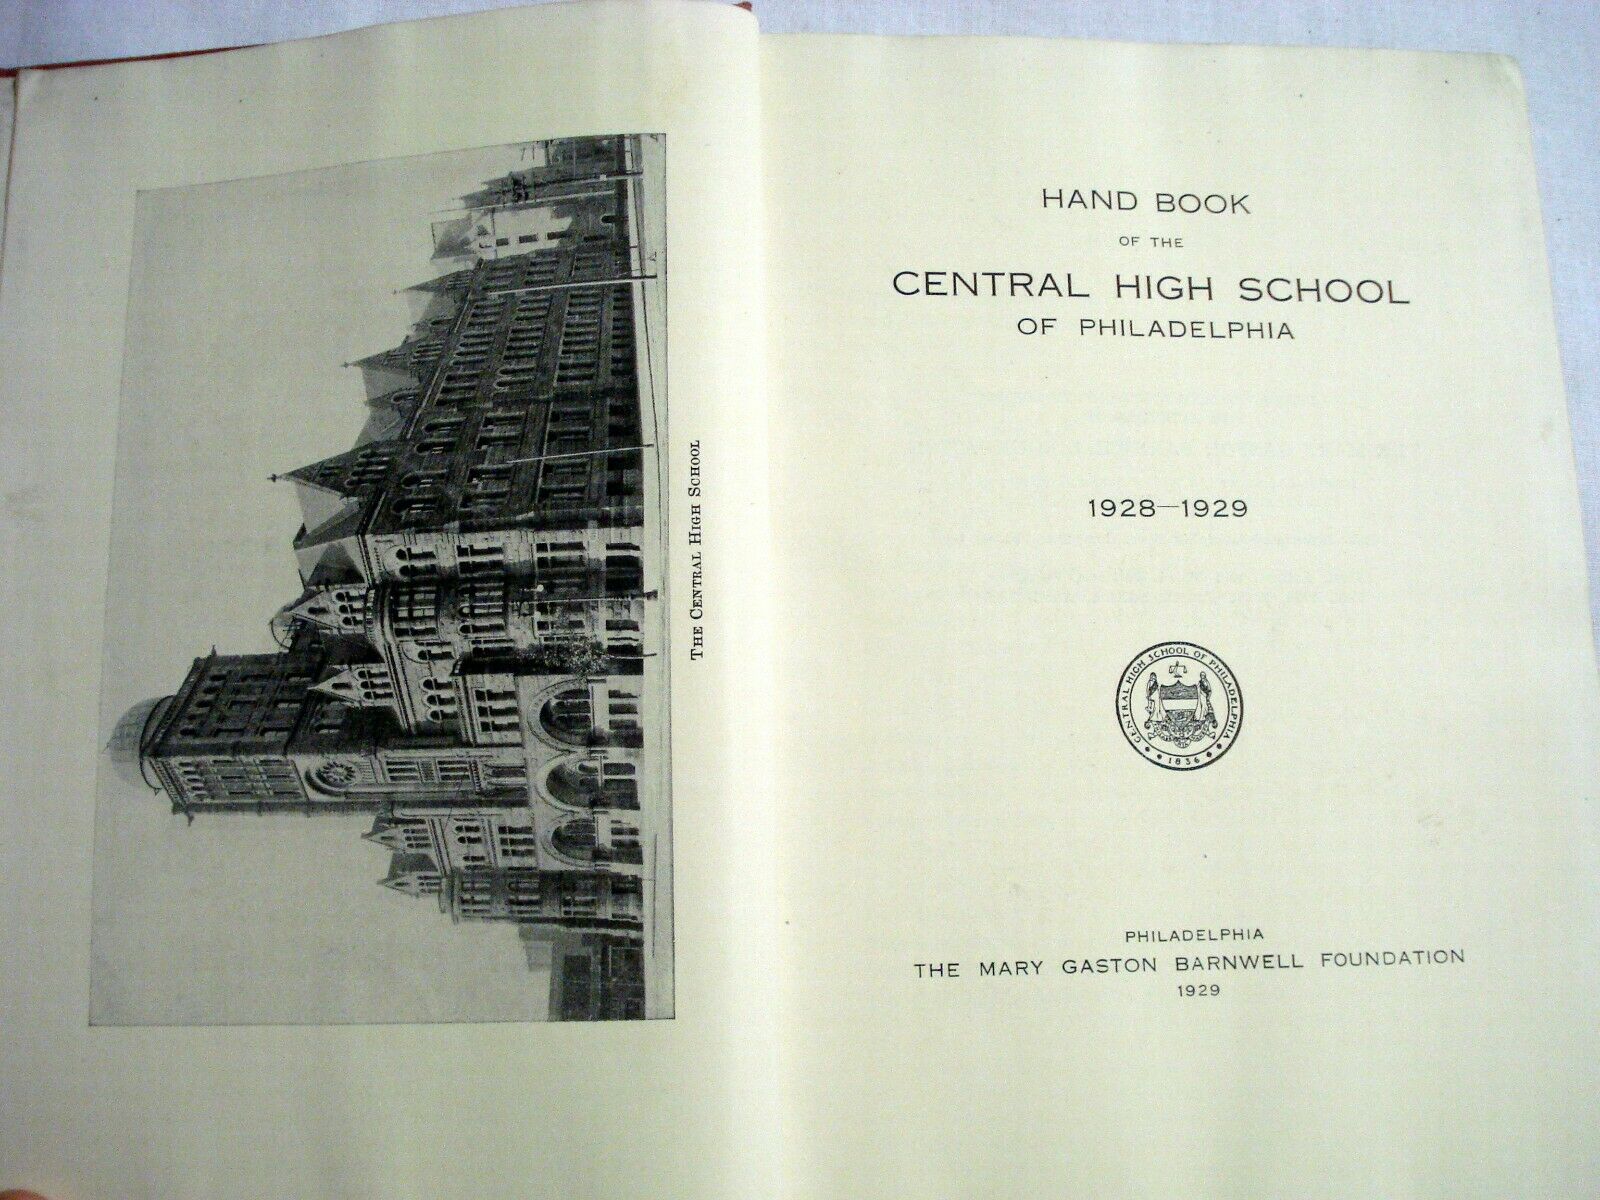 THE CENTRAL HIGH SCHOOL
HAND BOOK
OF THE
CENTRAL HIGH SCHOOL
OF PHILADELPHIA
1928—1929
CENTRAL HIGH SCHOOL OF PHILADELPHIA
1836
PHILADELPHIA
THE MARY GASTON BARNWELL FOUNDATION
1929